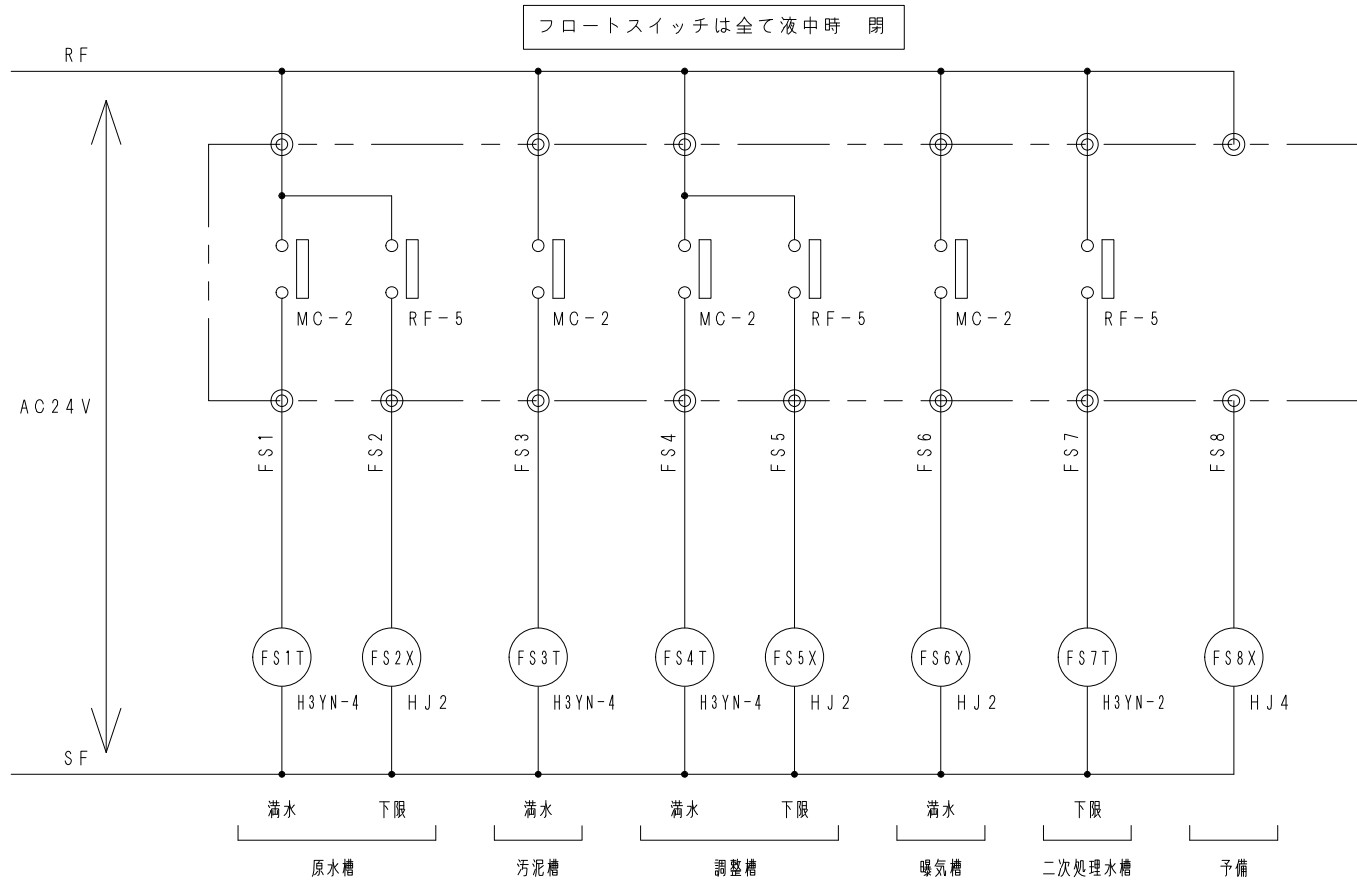 フロートスイッチは全て液中時 閉
RF
MC-2 RF-5 MC-2 MC-2 RF-5 MC-2 RF-5
AC24V
FS1 FS2 FS3 FS4 FS5 FS6 FS7 FS8
FS1T FS2X FS3T FS4T FS5X FS6X FS7T FS8X
H3YN-4 HJ2 H3YN-4 H3YN-4 HJ2 HJ2 H3YN-2 HJ4
SF
満水 下限 満水 満水 下限 満水 下限
原水槽 汚泥槽 調整槽 曝気槽 二次処理水槽 予備